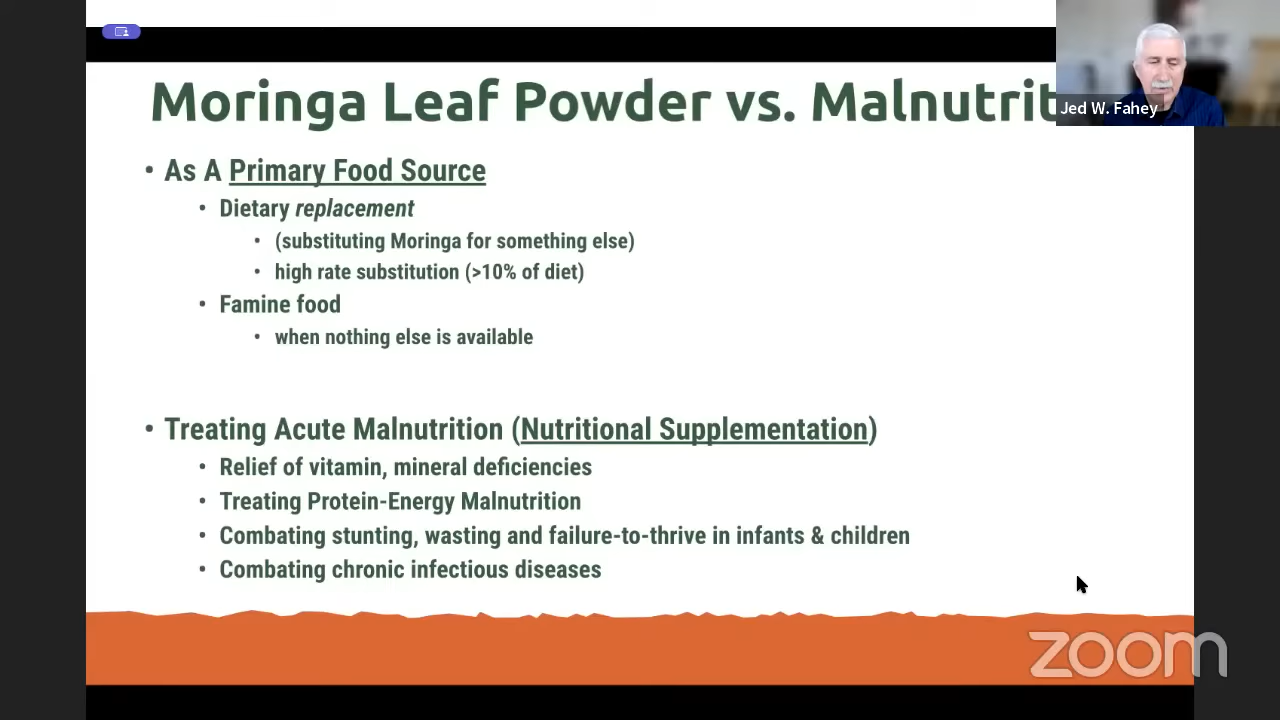 Moringa Leaf Powder vs. Malnutrit
Jed W. Fahey
• As A Primary Food Source
• Dietary replacement
• (substituting Moringa for something else)
• high rate substitution (>10% of diet)
• Famine food
• when nothing else is available
• Treating Acute Malnutrition (Nutritional Supplementation)
• Relief of vitamin, mineral deficiencies
• Treating Protein-Energy Malnutrition
• Combating stunting, wasting and failure-to-thrive in infants & children
• Combating chronic infectious diseases
zoom